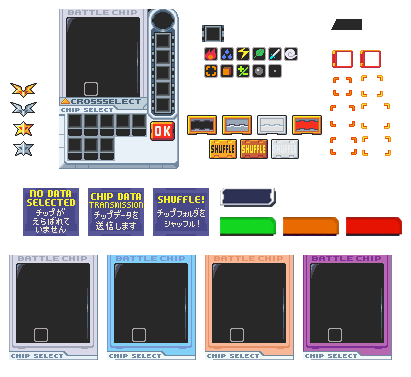 BATTLE CHIP
CROSSSELECT
CHIP SELECT
OK
SHUFFLE
SHUFFLE
SHUFFLE
NO DATA
SELECTED
チップが
えらばれて
いません
CHIP DATA
TRANSMISSION
チップデータを
送信します
SHUFFLE!
チップフォルダを
シャッフル!
BATTLE CHIP
CHIP SELECT
BATTLE CHIP
CHIP SELECT
BATTLE CHIP
CHIP SELECT
BATTLE CHIP
CHIP SELECT